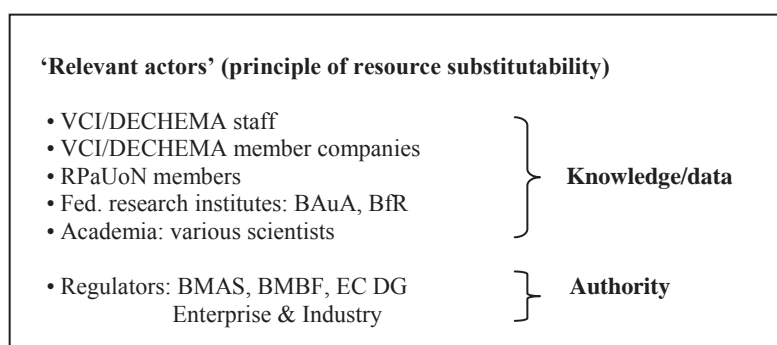 ‘Relevant actors’ (principle of resource substitutability)
• VCI/DECHEMA staff
• VCI/DECHEMA member companies
• RPaUoN members
• Fed. research institutes: BAuA, BfR
• Academia: various scientists
Knowledge/data
• Regulators: BMAS, BMBF, EC DG
Enterprise & Industry
Authority